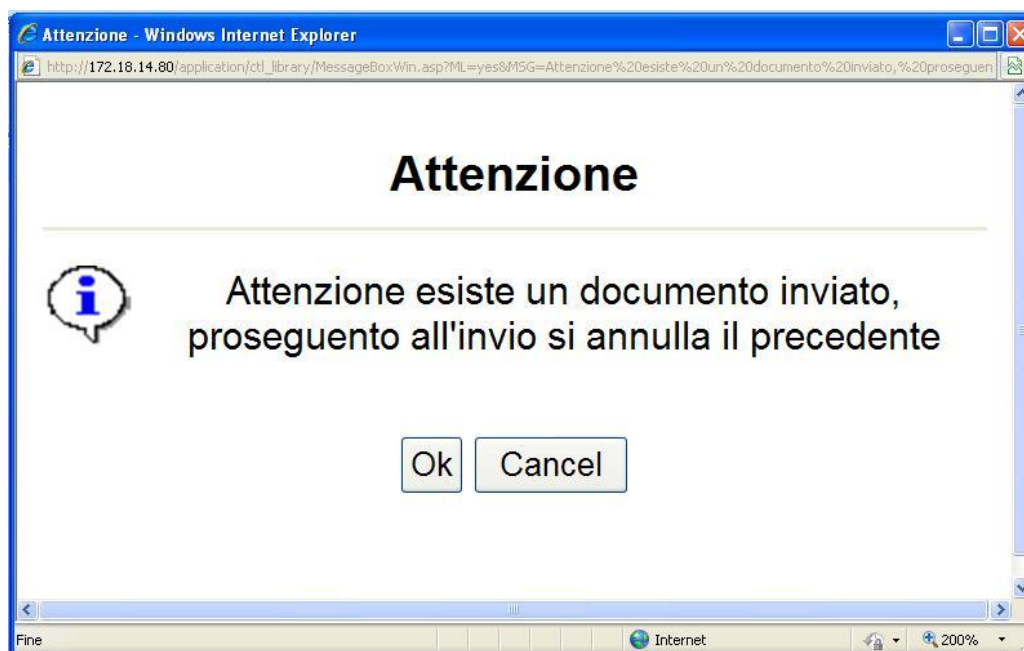 Attenzione - Windows Internet Explorer
http://172.18.14.80/application/ctl_library/MessageBoxWin.asp?ML=yes&MSG=Attenzione%20esiste%20un%20documento%20inviato,%20proseguen
Attenzione
Attenzione esiste un documento inviato,
proseguento all'invio si annulla il precedente
Ok Cancel
Fine Internet 200%